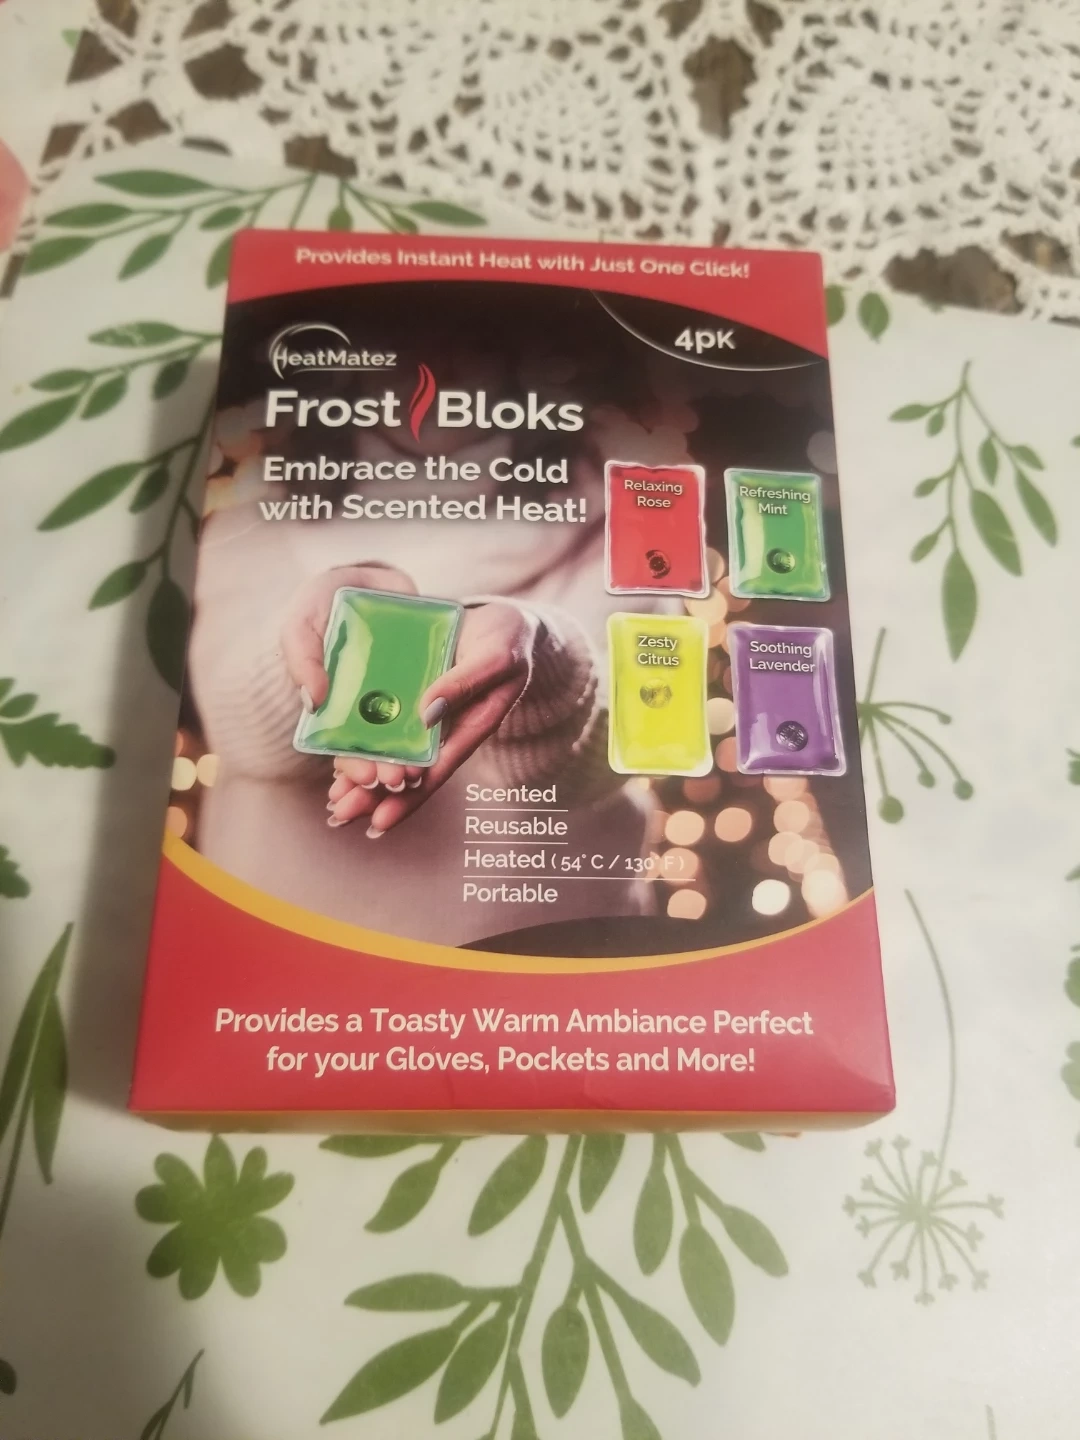 Provides Instant Heat with Just One Click!
4pk
HeatMatez
Frost Bloks
Embrace the Cold
with Scented Heat!
Relaxing
Rose
Refreshing
Mint
Zesty
Citrus
Soothing
Lavender
Scented
Reusable
Heated ( 54° C / 130° F )
Portable
Provides a Toasty Warm Ambiance Perfect
for your Gloves, Pockets and More!